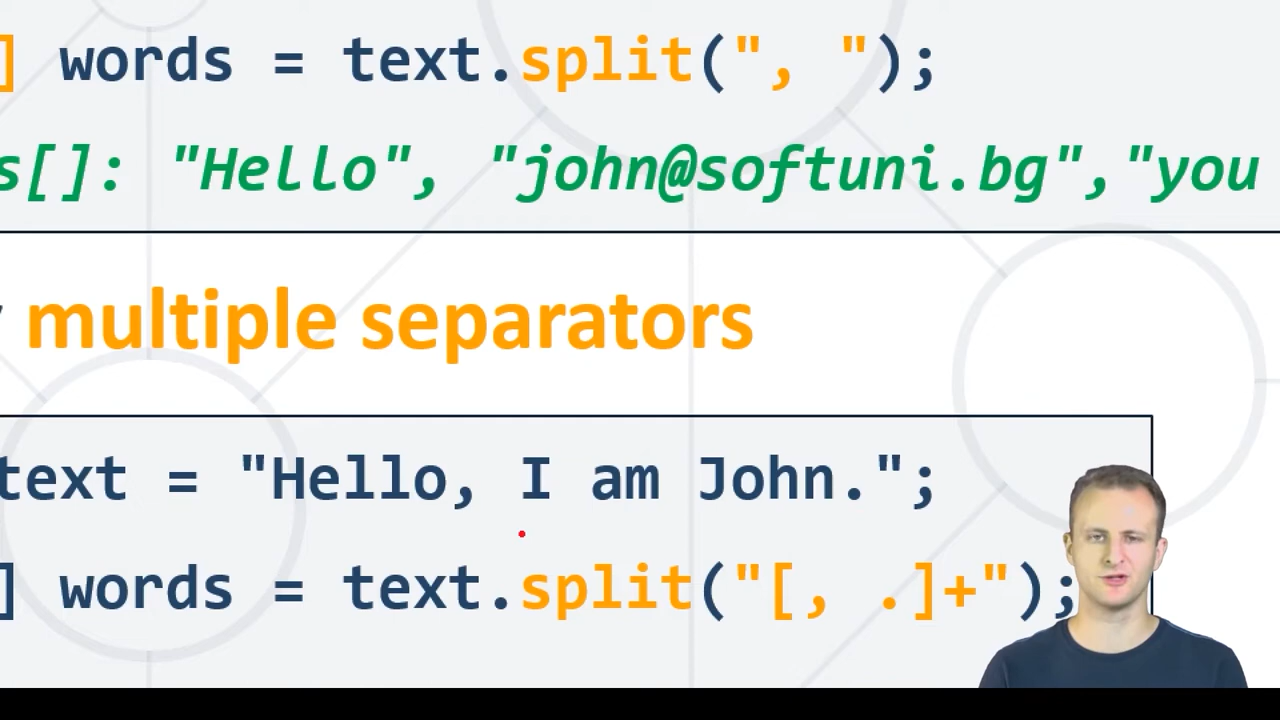 ] words = text.split(", ");
s[]: "Hello", "john@softuni.bg","you
multiple separators
text = "Hello, I am John.";
] words = text.split("[, .]+");